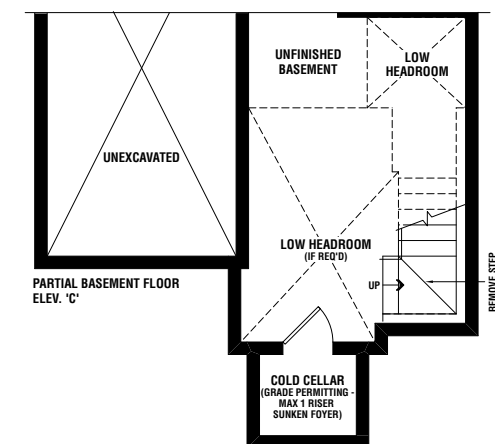 UNFINISHED
BASEMENT
LOW
HEADROOM
UNEXCAVATED
LOW HEADROOM
(IF REQ'D)
UP
REMOVE STEP
PARTIAL BASEMENT FLOOR
ELEV. 'C'
COLD CELLAR
(GRADE PERMITTING -
MAX 1 RISER
SUNKEN FOYER)